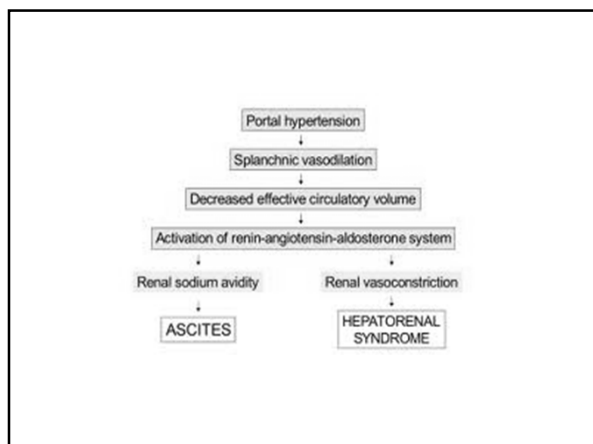 Portal hypertension
Splanchnic vasodilation
Decreased effective circulatory volume
Activation of renin-angiotensin-aldosterone system
Renal sodium avidity
Renal vasoconstriction
ASCITES
HEPATORENAL
SYNDROME